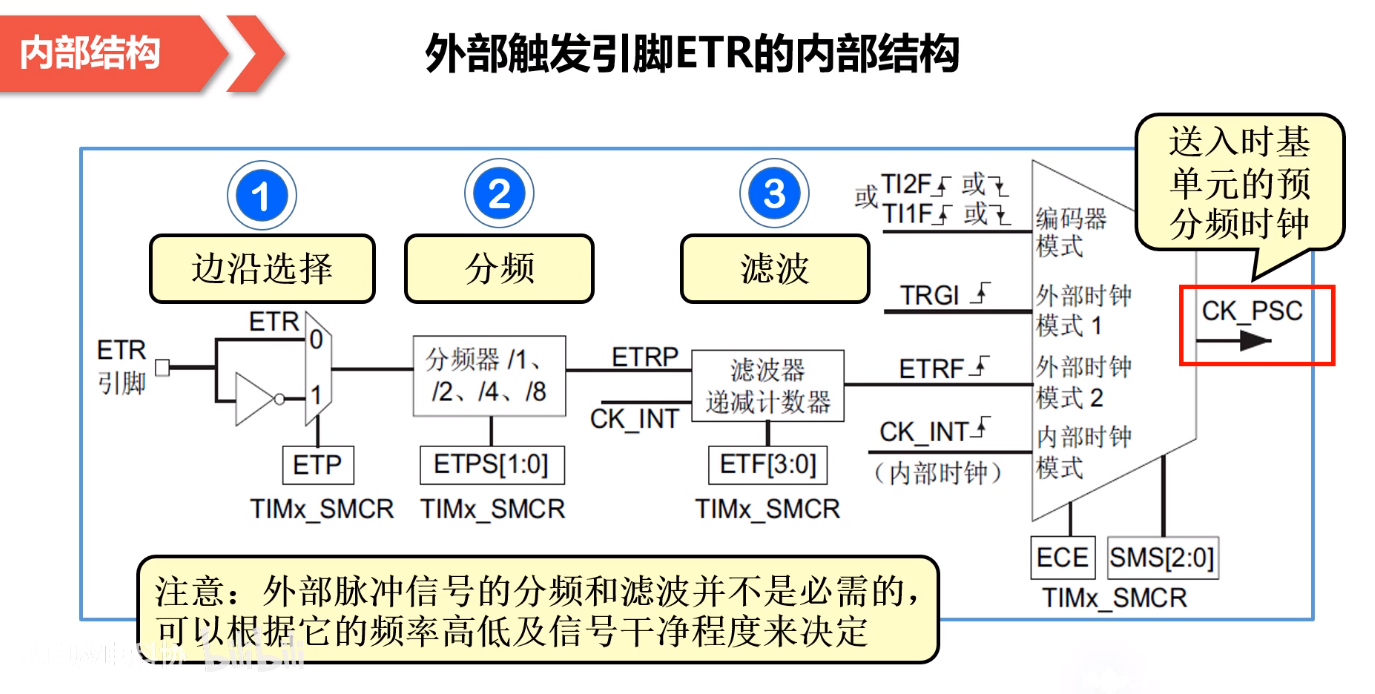 内部结构
外部触发引脚ETR的内部结构
送入时基
单元的预
分频时钟
1
2
3
边沿选择
分频
滤波
或TI2F 或
TI1F 或
编码器
模式
TRGI
外部时钟
模式 1
CK_PSC
ETR
0
1
ETR
引脚
分频器 /1、
/2、/4、/8
ETRP
CK_INT
滤波器
递减计数器
ETRF
外部时钟
模式 2
CK_INT
(内部时钟)
内部时钟
模式
ETP
TIMx_SMCR
ETPS[1:0]
TIMx_SMCR
ETF[3:0]
TIMx_SMCR
ECE
SMS[2:0]
TIMx_SMCR
注意：外部脉冲信号的分频和滤波并不是必需的，
可以根据它的频率高低及信号干净程度来决定
bilibili